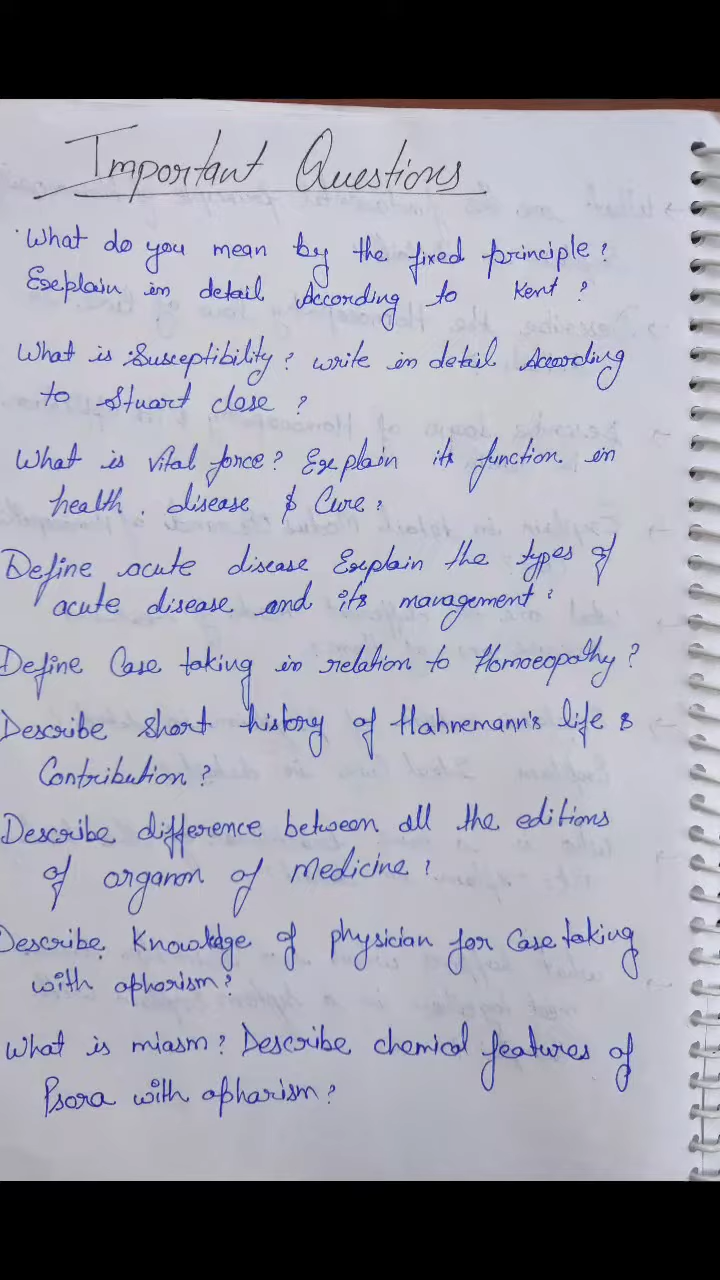 Important Questions
What do you mean by the fixed principle?
Exeplain in detail According to Kent?
What is Susceptibility? write in detail According
to Stuart close?
What is Vital force? Explain its function in
health. disease & Cure?
Define acute disease Explain the types of
acute disease and its management?
Define Case taking in relation to Homoeopathy?
Describe short history of Hahnemann's life &
Contribution?
Describe difference between all the editions
of organon of medicine?
Describe Knowledge of physician for Case taking
with apharism?
What is miasm? Describe chemical features of
Psora with apharism?